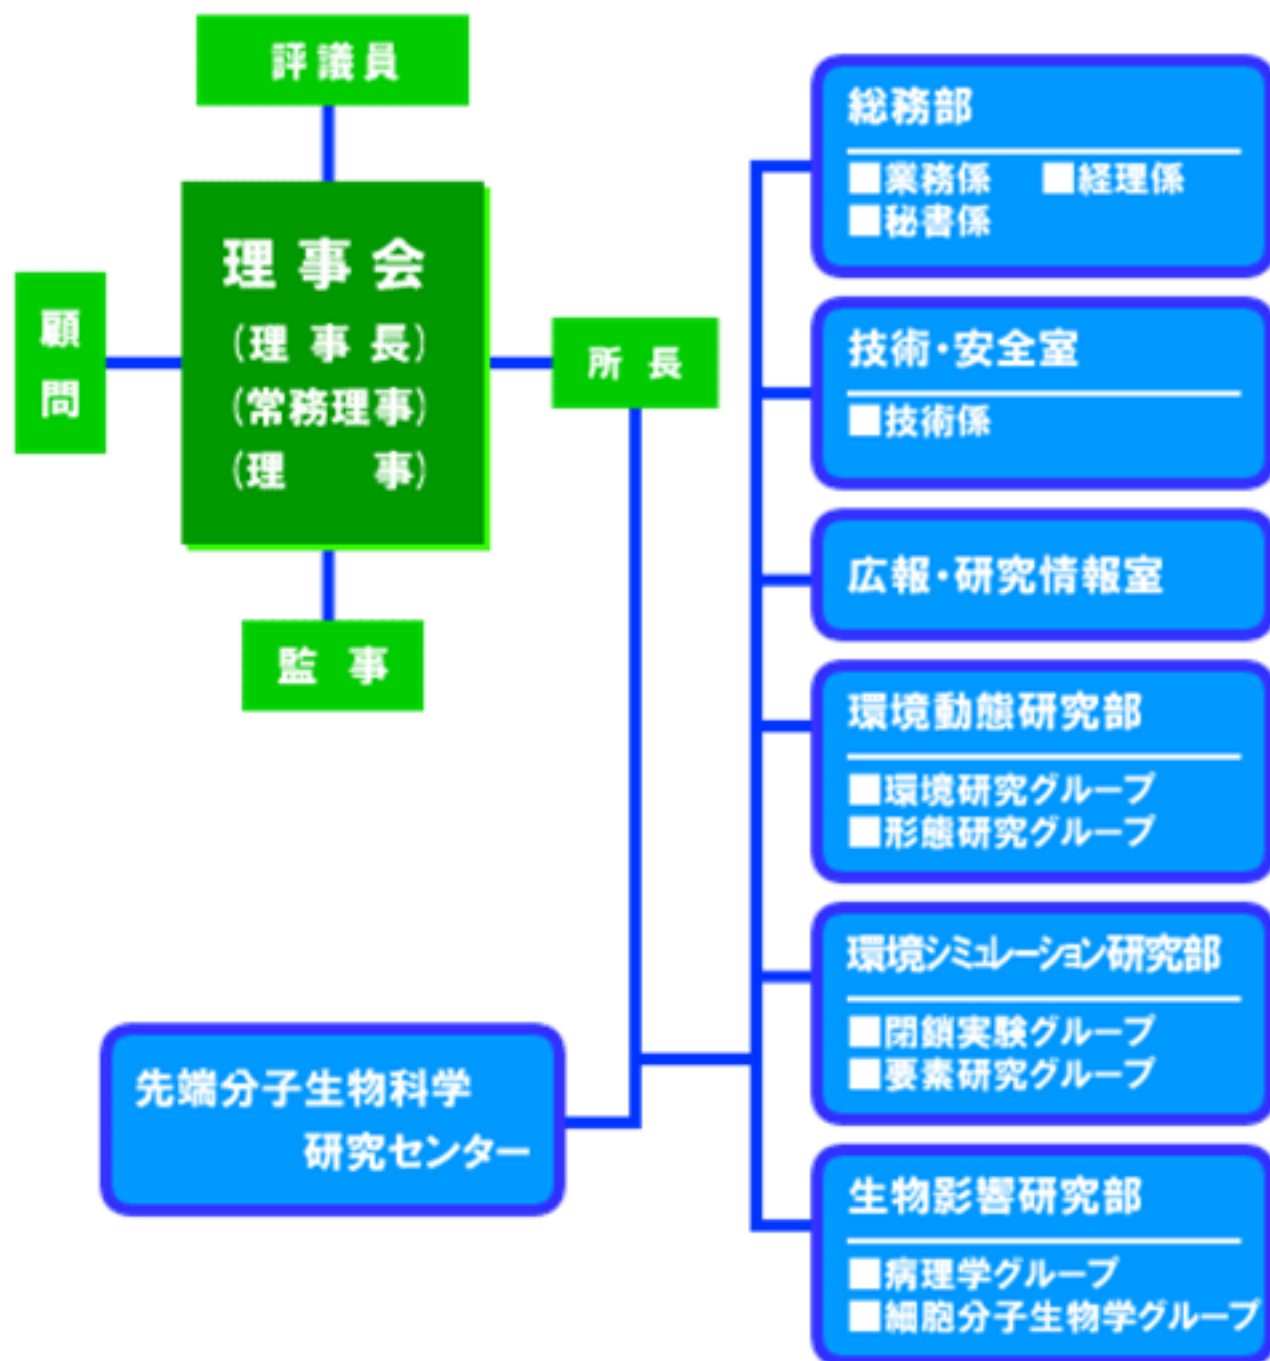 評議員
理事会
(理事長)
(常務理事)
(理 事)
顧問
所長
監事
先端分子生物科学
研究センター
総務部
■業務係 ■経理係
■秘書係
技術・安全室
■技術係
広報・研究情報室
環境動態研究部
■環境研究グループ
■形態研究グループ
環境シミュレーション研究部
■閉鎖実験グループ
■要素研究グループ
生物影響研究部
■病理学グループ
■細胞分子生物学グループ